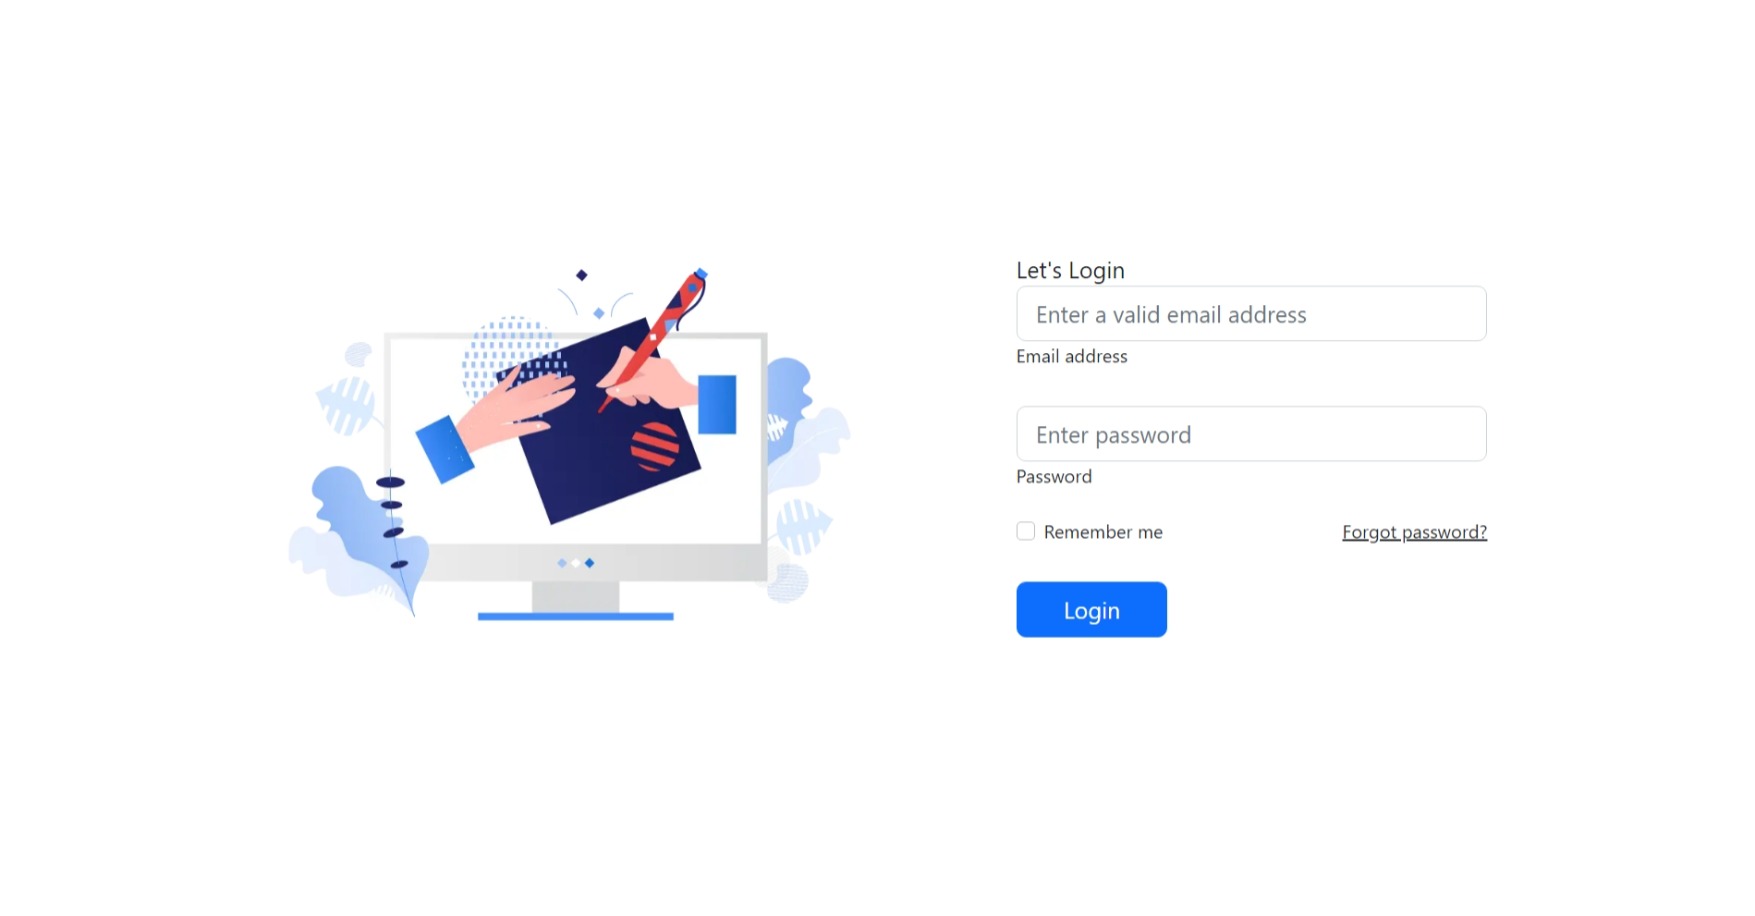 Let's Login
Enter a valid email address
Email address
Enter password
Password
Remember me
Forgot password?
Login